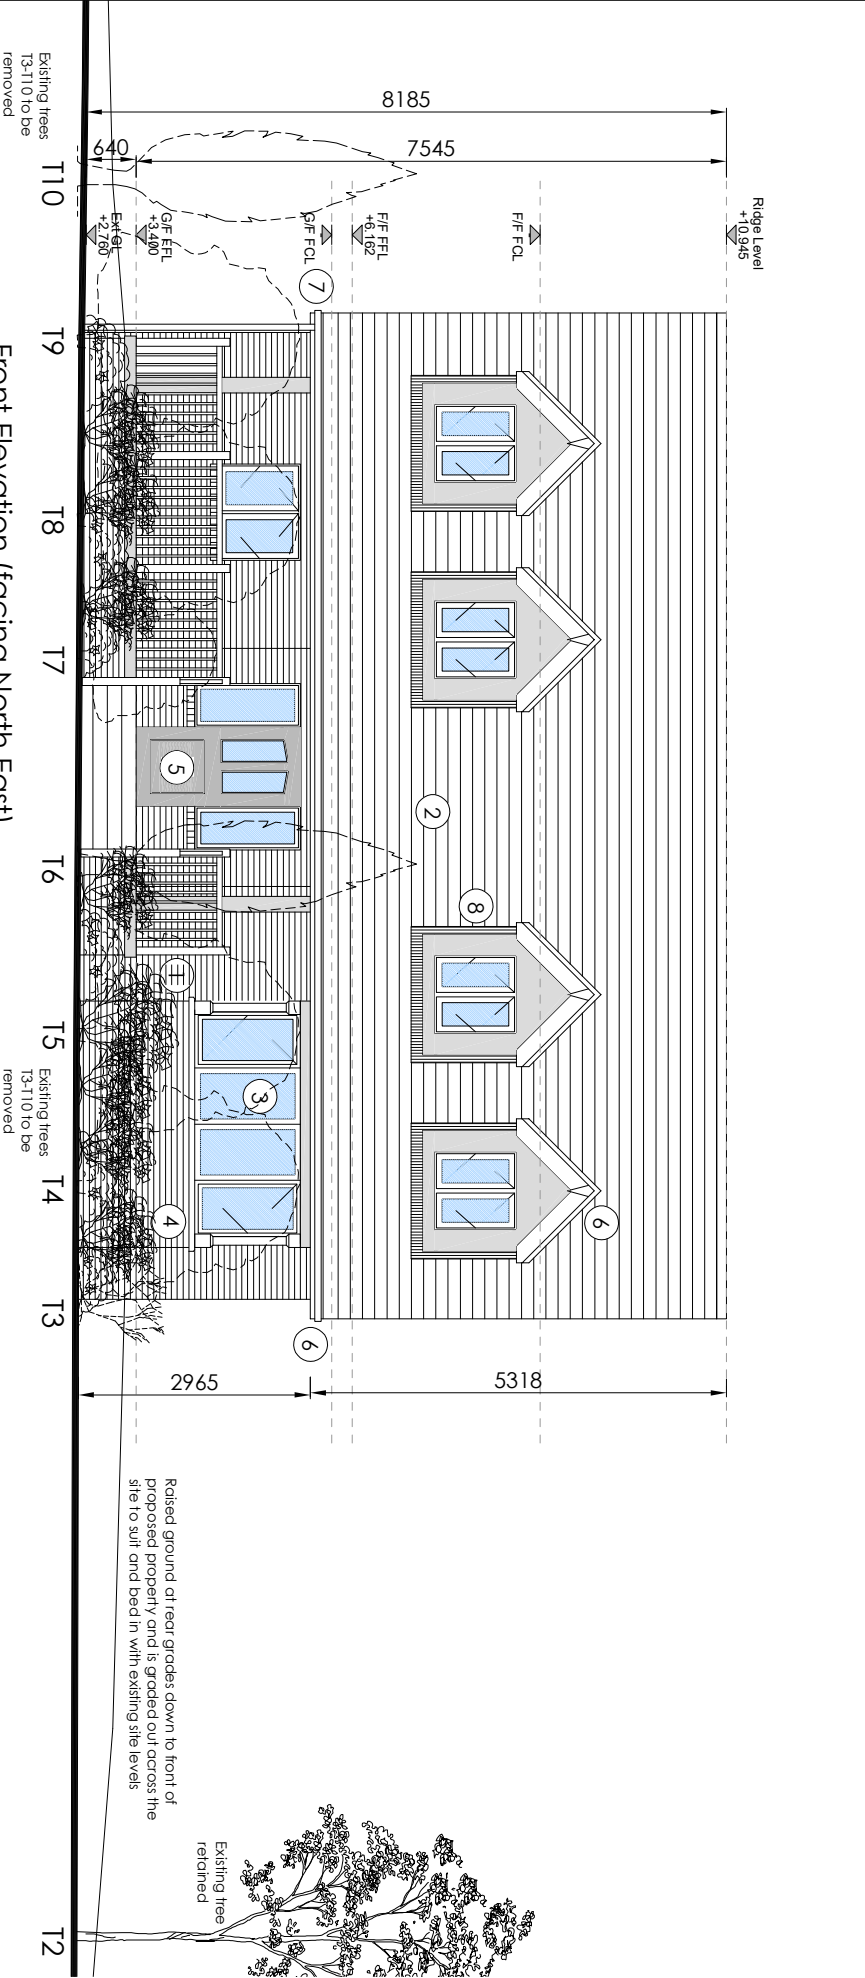 Ridge Level
+10.945
F/F FCL
F/F FFL
+6.162
G/F FCL
G/F EFL
+3.400
Ext GL
+2.760
8185
7545
640
7
2
8
6
5
1
3
4
6
5318
2965
Raised ground at rear grades down to front of
proposed property and is graded out across the
site to suit and bed in with existing site levels
Existing tree
retained
T10
T9
T8
T7
T6
T5
T4
T3
T2
Existing trees
T3-T10 to be
removed
Existing trees
T3-T10 to be
removed
Front Elevation (facing North East)